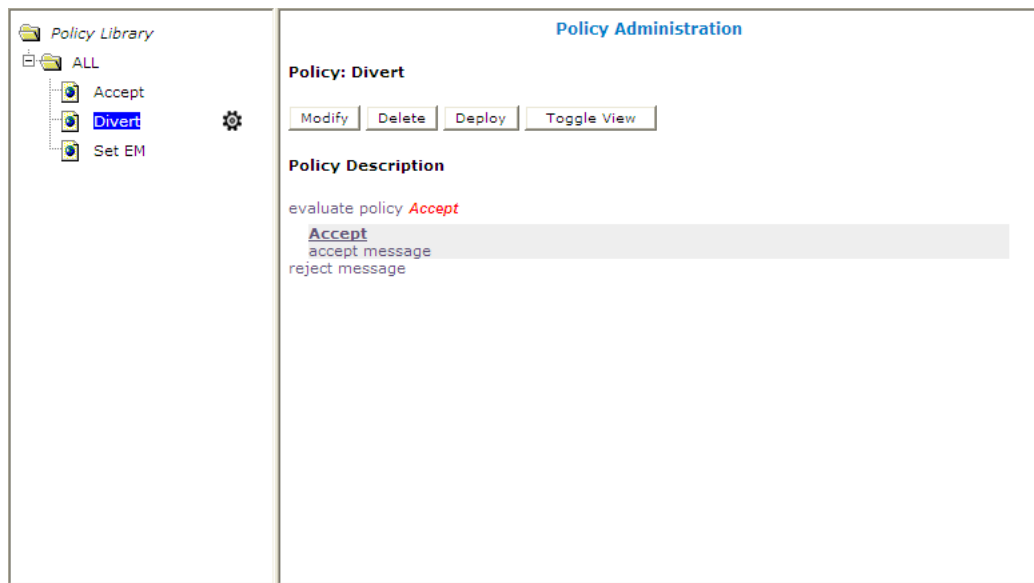 Policy Library
ALL
Accept
Divert
Set EM
Policy Administration
Policy: Divert
Modify Delete Deploy Toggle View
Policy Description
evaluate policy Accept
Accept
accept message
reject message